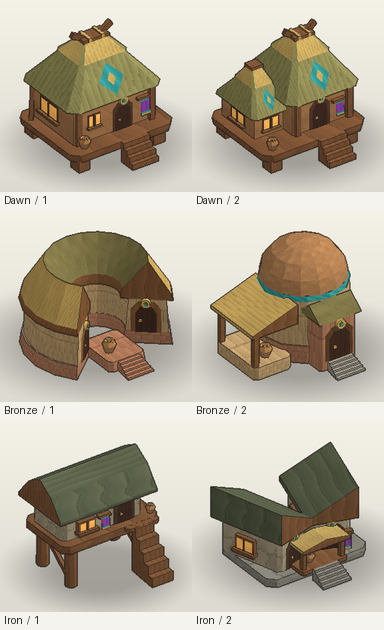 Dawn / 1
Dawn / 2
Bronze / 1
Bronze / 2
Iron / 1
Iron / 2